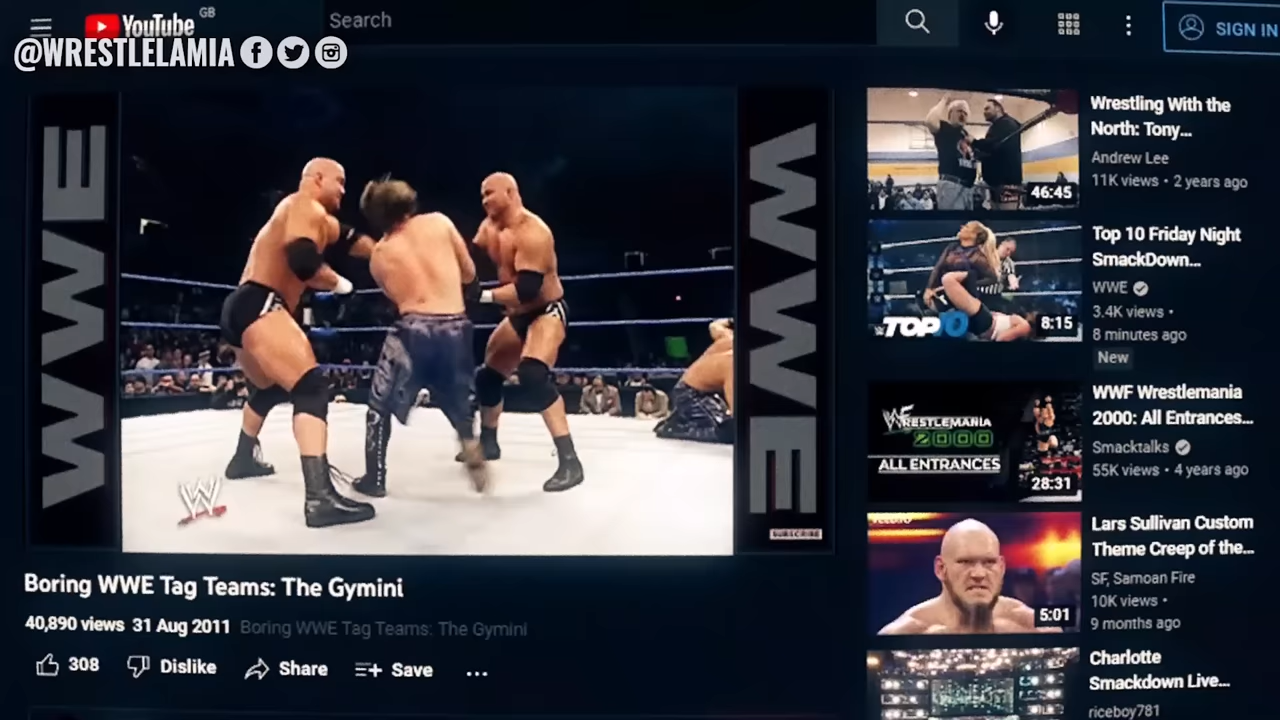 YouTube GB
Search
SIGN IN
@WRESTLELAMIA
WWE
WWE
W
SUBSCRIBE
Boring WWE Tag Teams: The Gymini
40,890 views 31 Aug 2011 Boring WWE Tag Teams: The Gymini
308 Dislike Share Save ...
46:45
Wrestling With the
North: Tony...
Andrew Lee
11K views • 2 years ago
TOP10
8:15
Top 10 Friday Night
SmackDown...
WWE
3.4K views •
8 minutes ago
New
WRESTLEMANIA
2000
ALL ENTRANCES
28:31
WWF Wrestlemania
2000: All Entrances...
Smacktalks
55K views • 4 years ago
5:01
Lars Sullivan Custom
Theme Creep of the...
SF, Samoan Fire
10K views •
9 months ago
Charlotte
Smackdown Live...
riceboy781